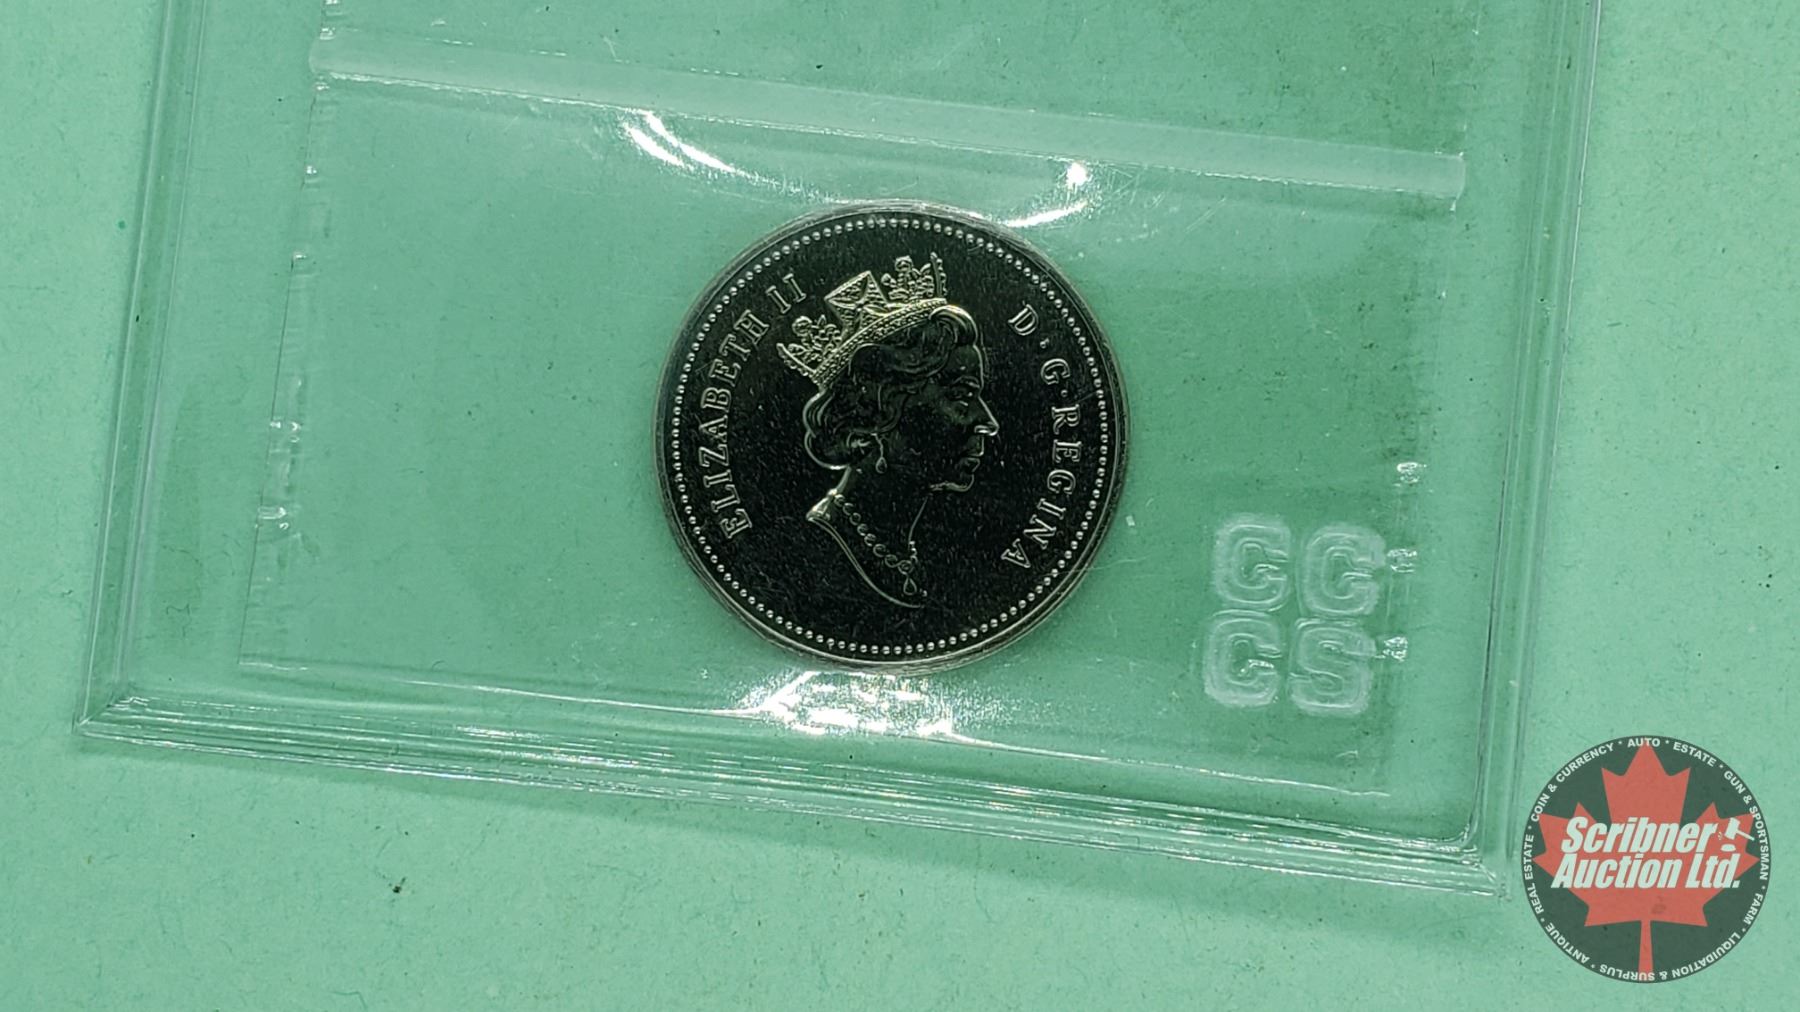 ELIZABETH II
D · G · REGINA
CC
CS
COIN & CURRENCY * AUTO * ESTATE * GUN & SPORTSMAN * FARM * LIQUIDATION & SURPLUS * ANTIQUE * REAL ESTATE *
Scribner
Auction Ltd.